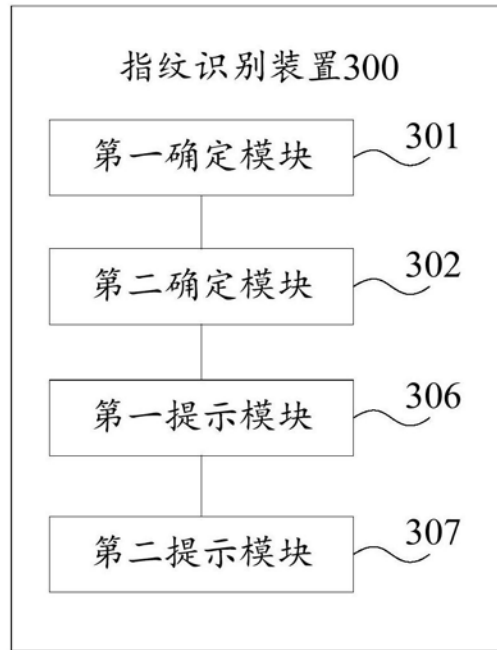 指纹识别装置300
第一确定模块
301
第二确定模块
302
第一提示模块
306
第二提示模块
307